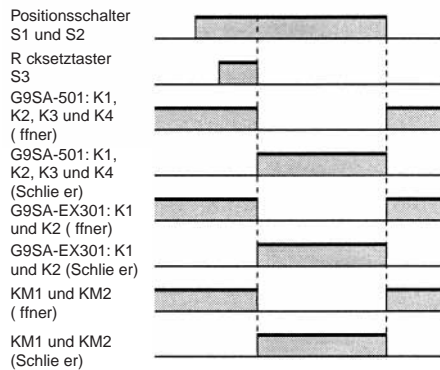 Positionsschalter
S1 und S2
R cksetztaster
S3
G9SA-501: K1,
K2, K3 und K4
( ffner)
G9SA-501: K1,
K2, K3 und K4
(Schlie er)
G9SA-EX301: K1
und K2 ( ffner)
G9SA-EX301: K1
und K2 (Schlie er)
KM1 und KM2
( ffner)
KM1 und KM2
(Schlie er)